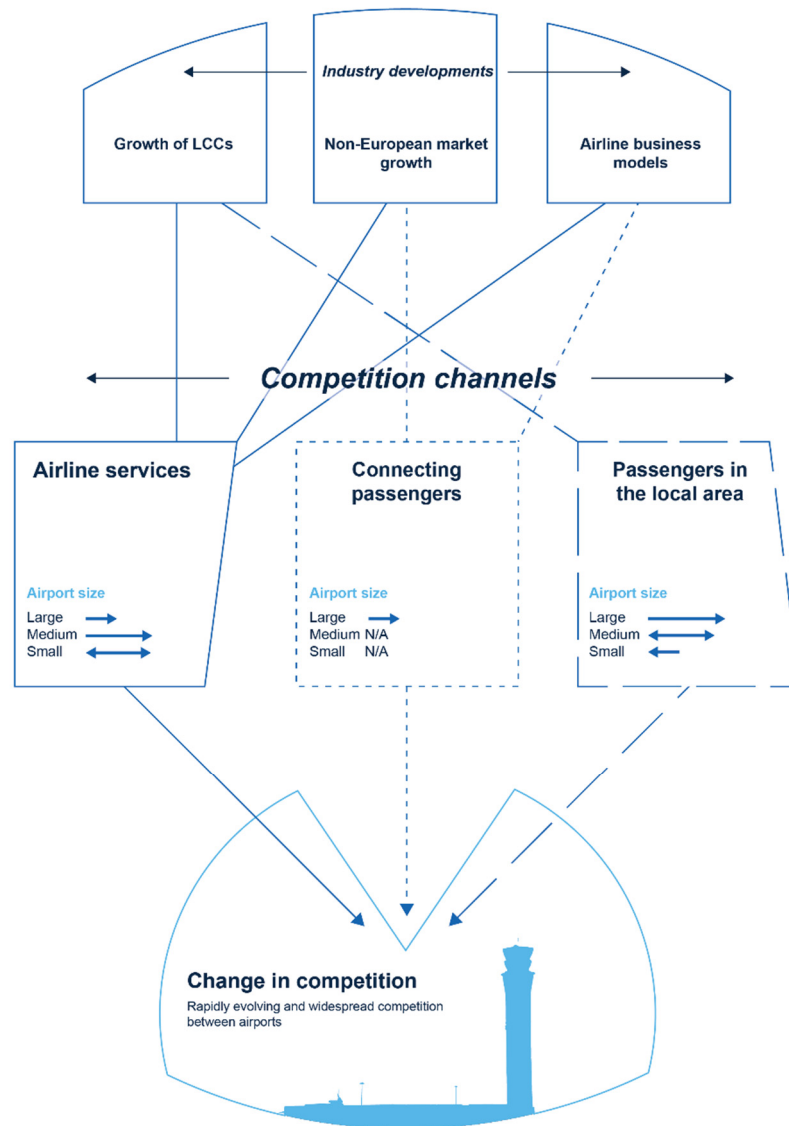 Industry developments
Growth of LCCs
Non-European market
growth
Airline business
models
Competition channels
Airline services
Airport size
Large
Medium
Small
Connecting
passengers
Airport size
Large
Medium N/A
Small N/A
Passengers in
the local area
Airport size
Large
Medium
Small
Change in competition
Rapidly evolving and widespread competition
between airports